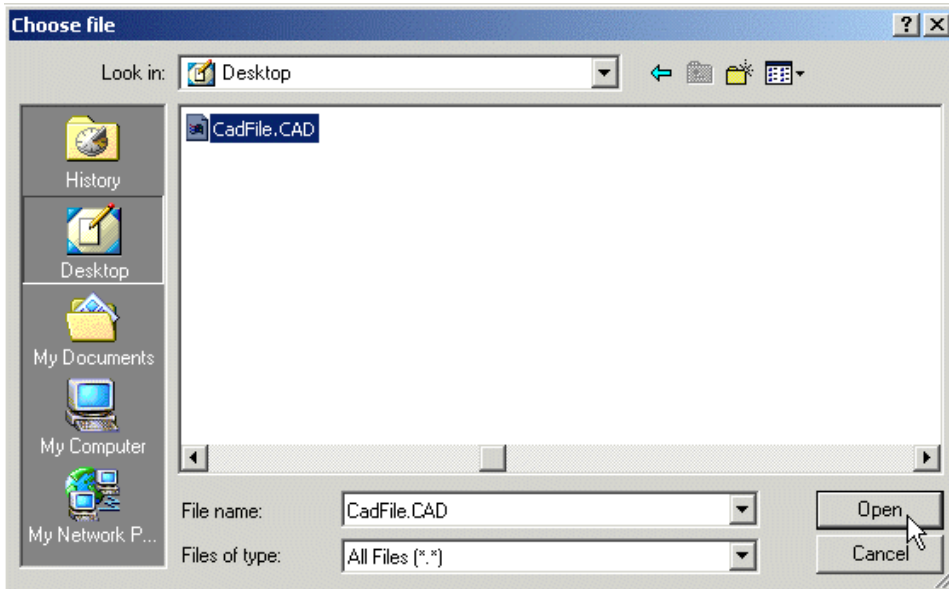 Choose file
Look in: Desktop
CadFile.CAD
History
Desktop
My Documents
My Computer
My Network P...
File name: CadFile.CAD Open
Files of type: All Files (*.*) Cancel